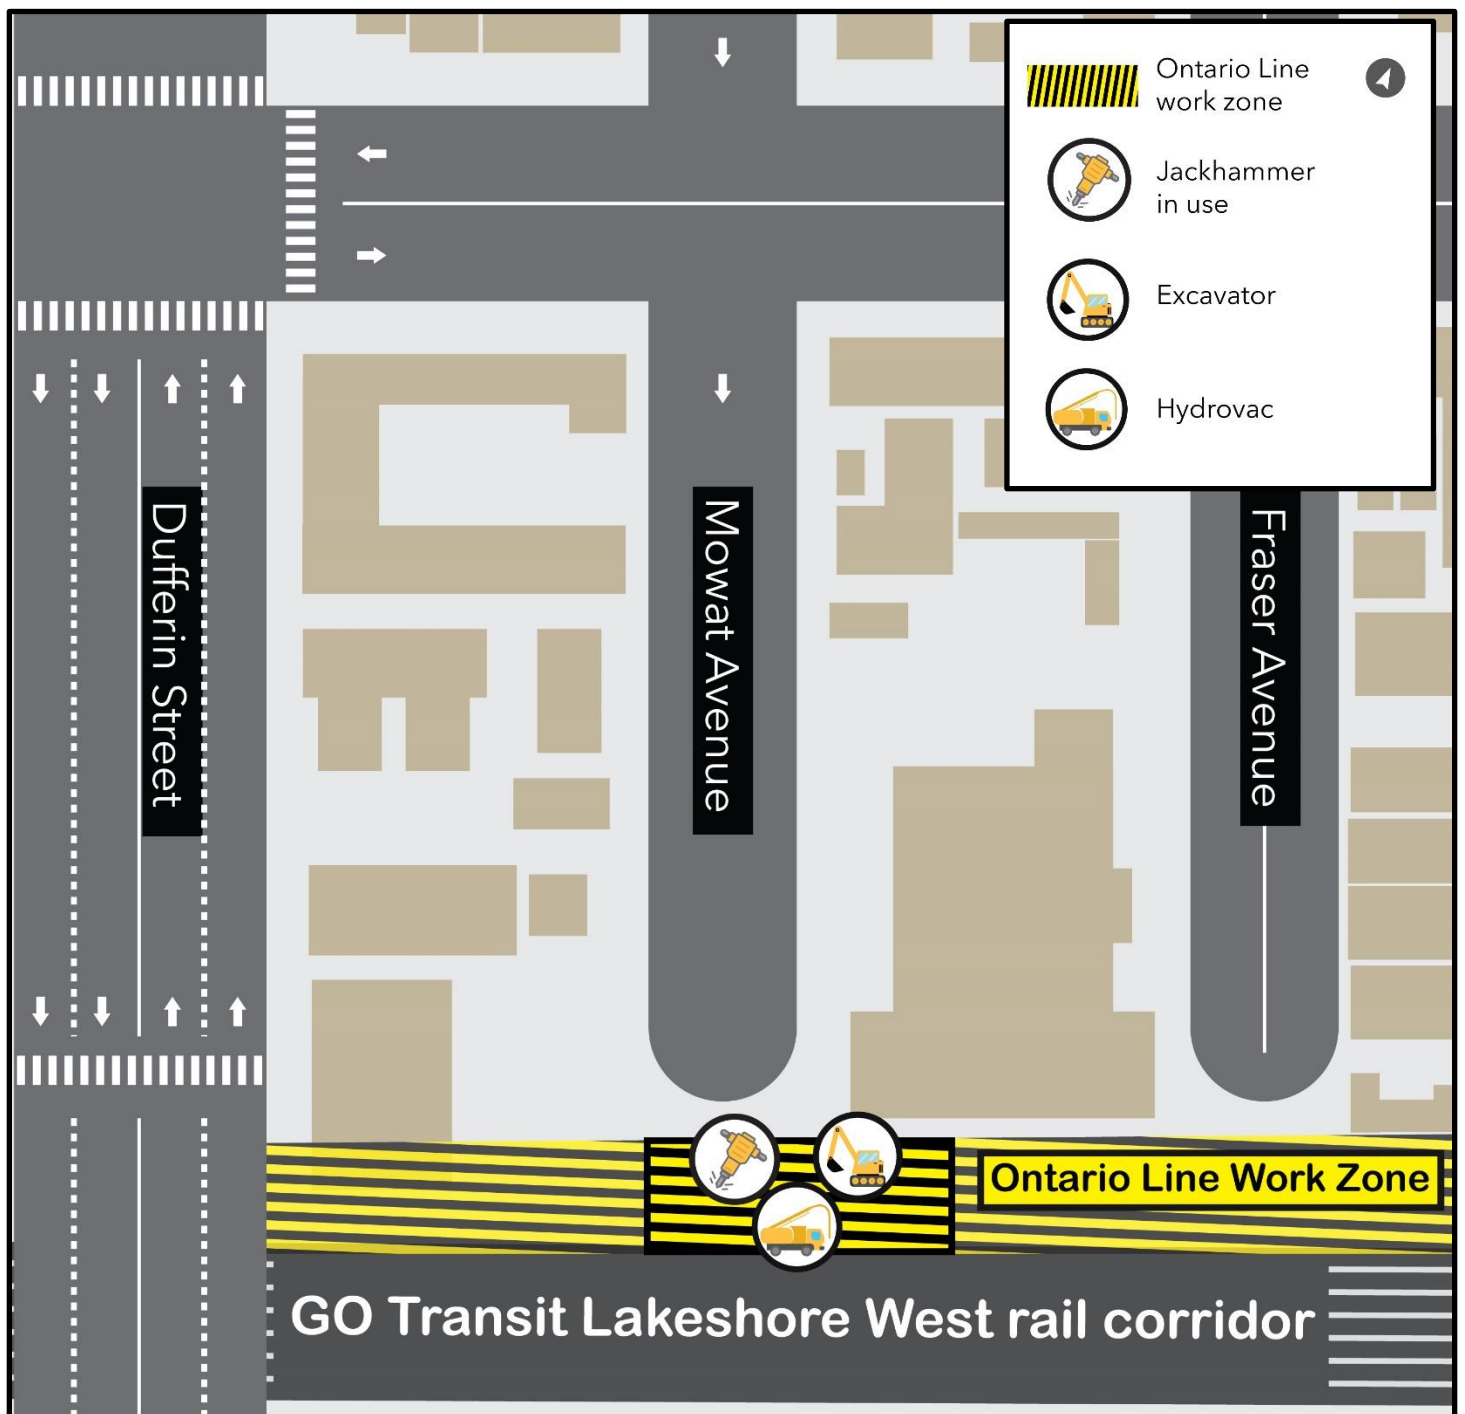 Ontario Line
work zone
Jackhammer
in use
Excavator
Hydrovac
Dufferin Street
Mowat Avenue
Fraser Avenue
Ontario Line Work Zone
GO Transit Lakeshore West rail corridor